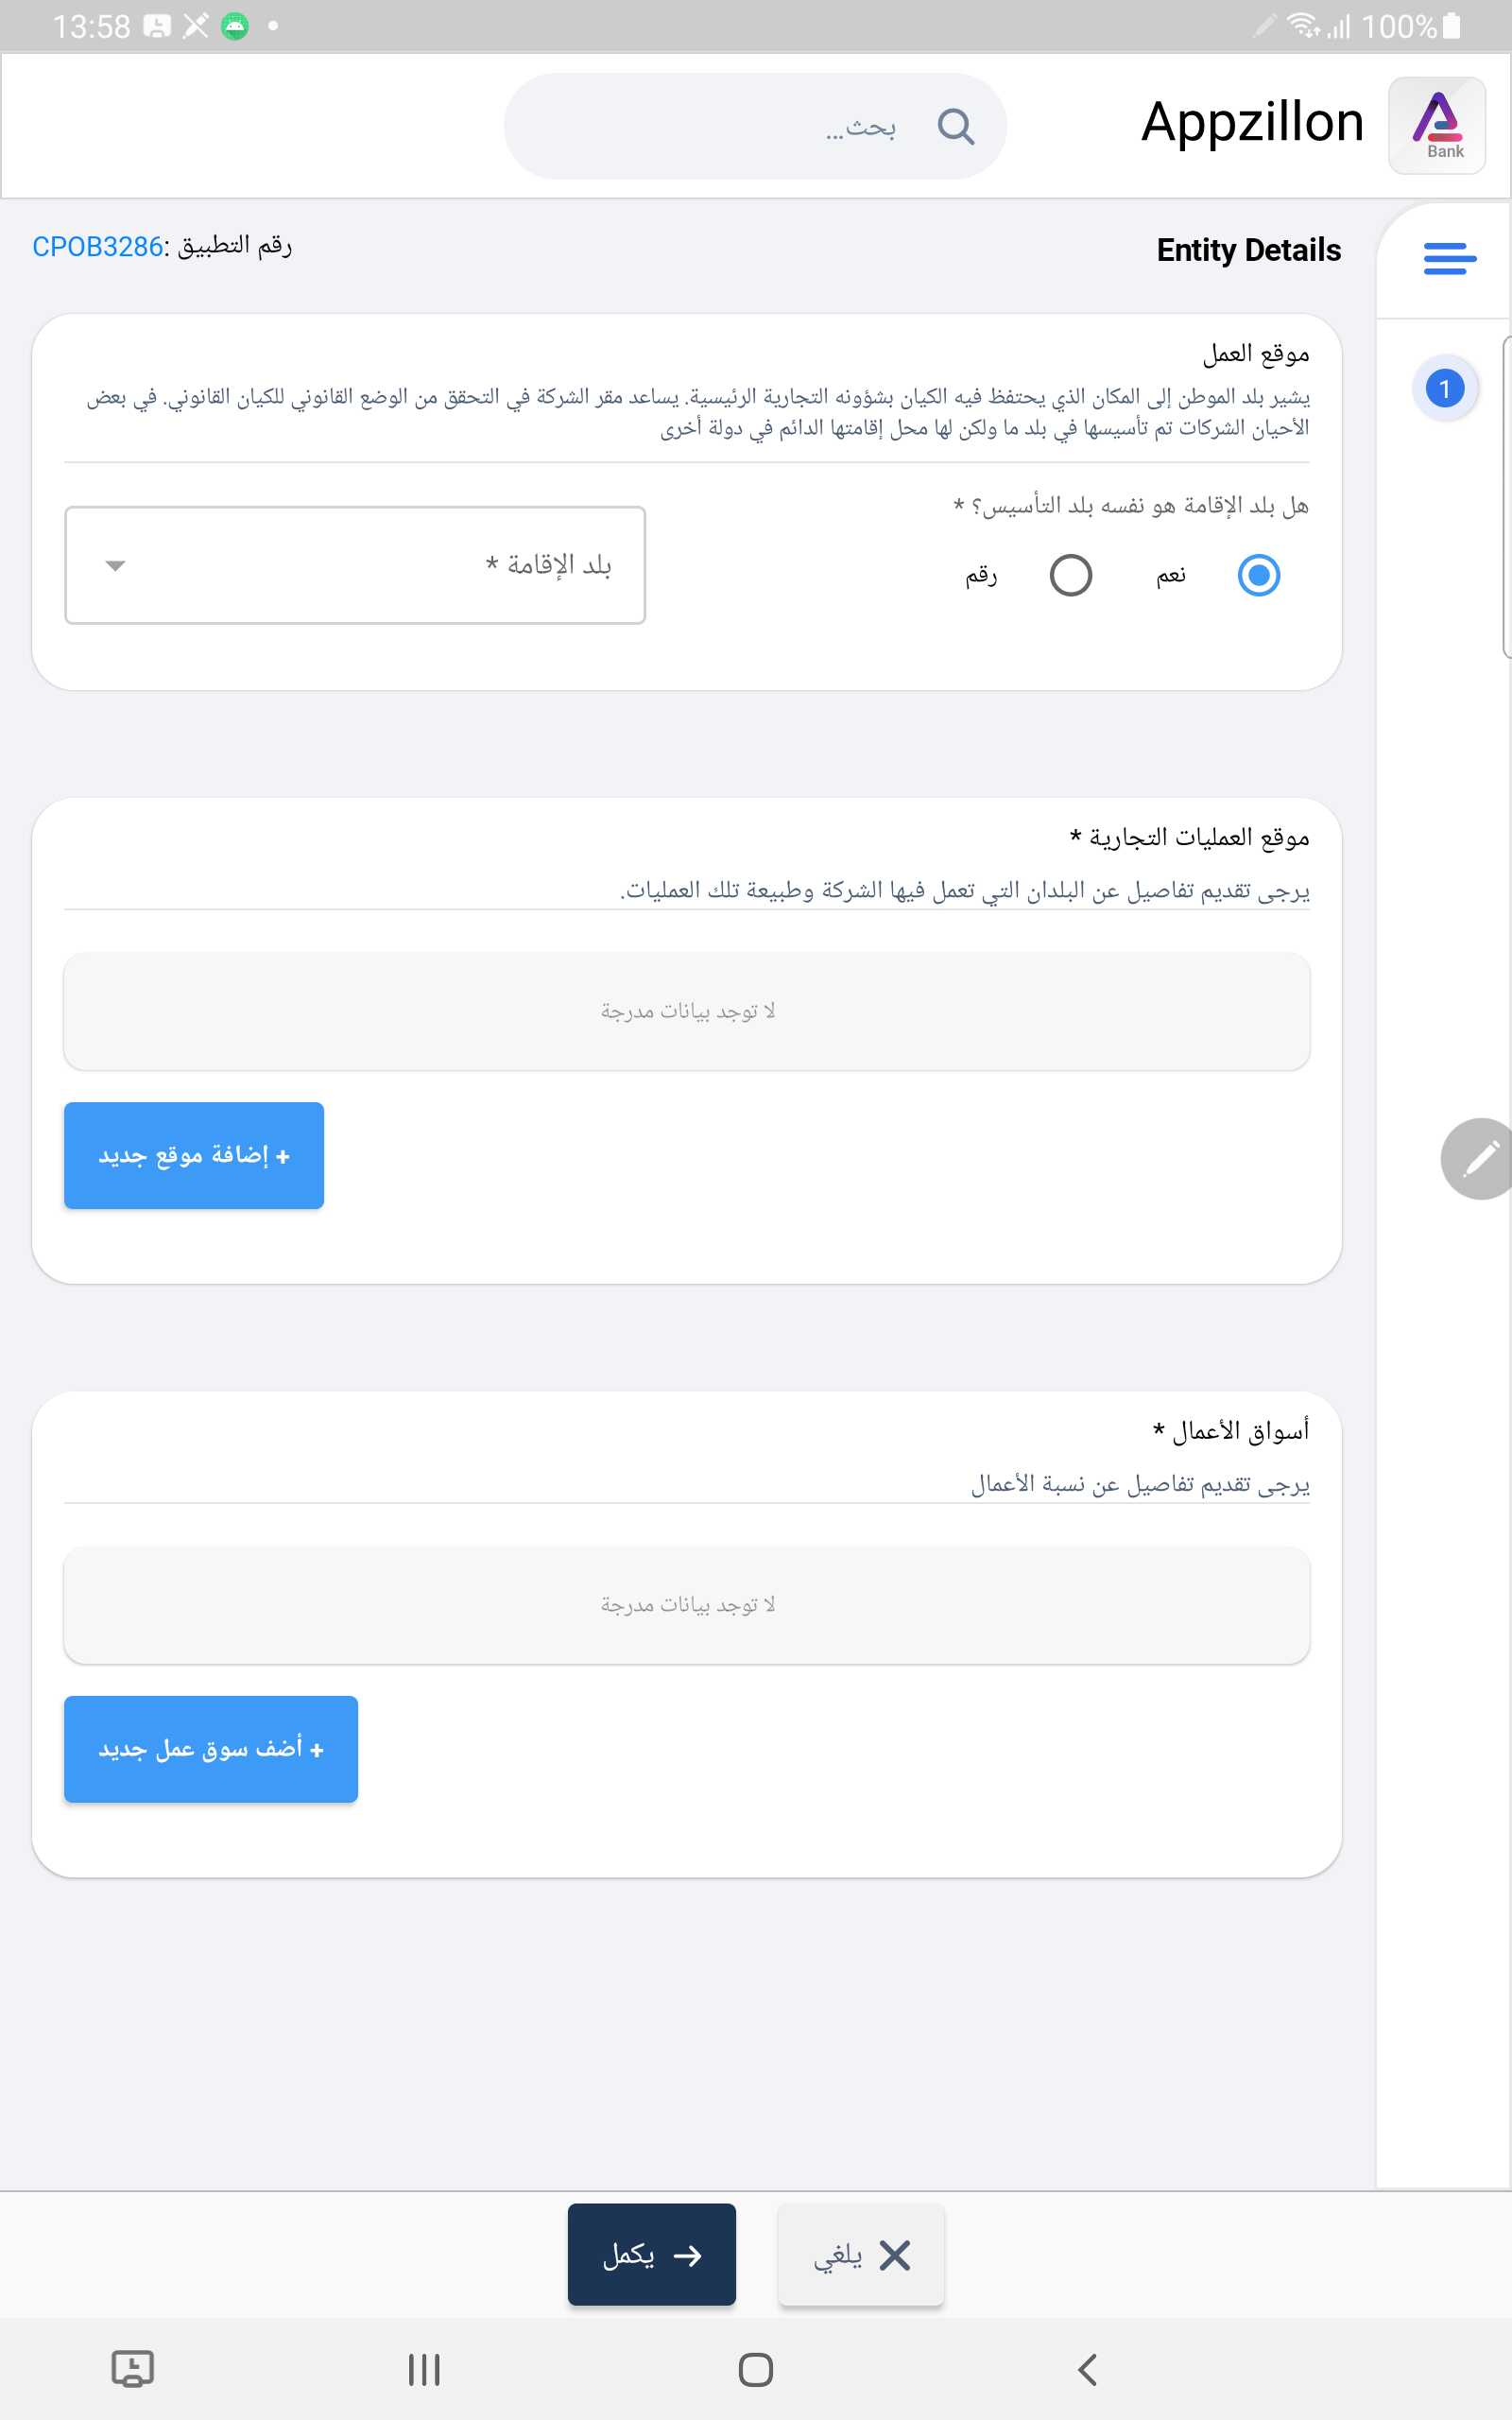 13:58
100%
Bank
Appzillon
بحث...
Entity Details
رقم التطبيق :CPOB3286
1
موقع العمل
يشير بلد الموطن إلى المكان الذي يحتفظ فيه الكيان بشؤونه التجارية الرئيسية. يساعد مقر الشركة في التحقق من الوضع القانوني للكيان القانوني. في بعض
الأحيان الشركات تم تأسيسها في بلد ما ولكن لها محل إقامتها الدائم في دولة أخرى
هل بلد الإقامة هو نفسه بلد التأسيس؟ *
نعم
رقم
بلد الإقامة *
موقع العمليات التجارية *
يرجى تقديم تفاصيل عن البلدان التي تعمل فيها الشركة وطبيعة تلك العمليات.
لا توجد بيانات مدرجة
+ إضافة موقع جديد
أسواق الأعمال *
يرجى تقديم تفاصيل عن نسبة الأعمال
لا توجد بيانات مدرجة
+ أضف سوق عمل جديد
يلغي
يكمل